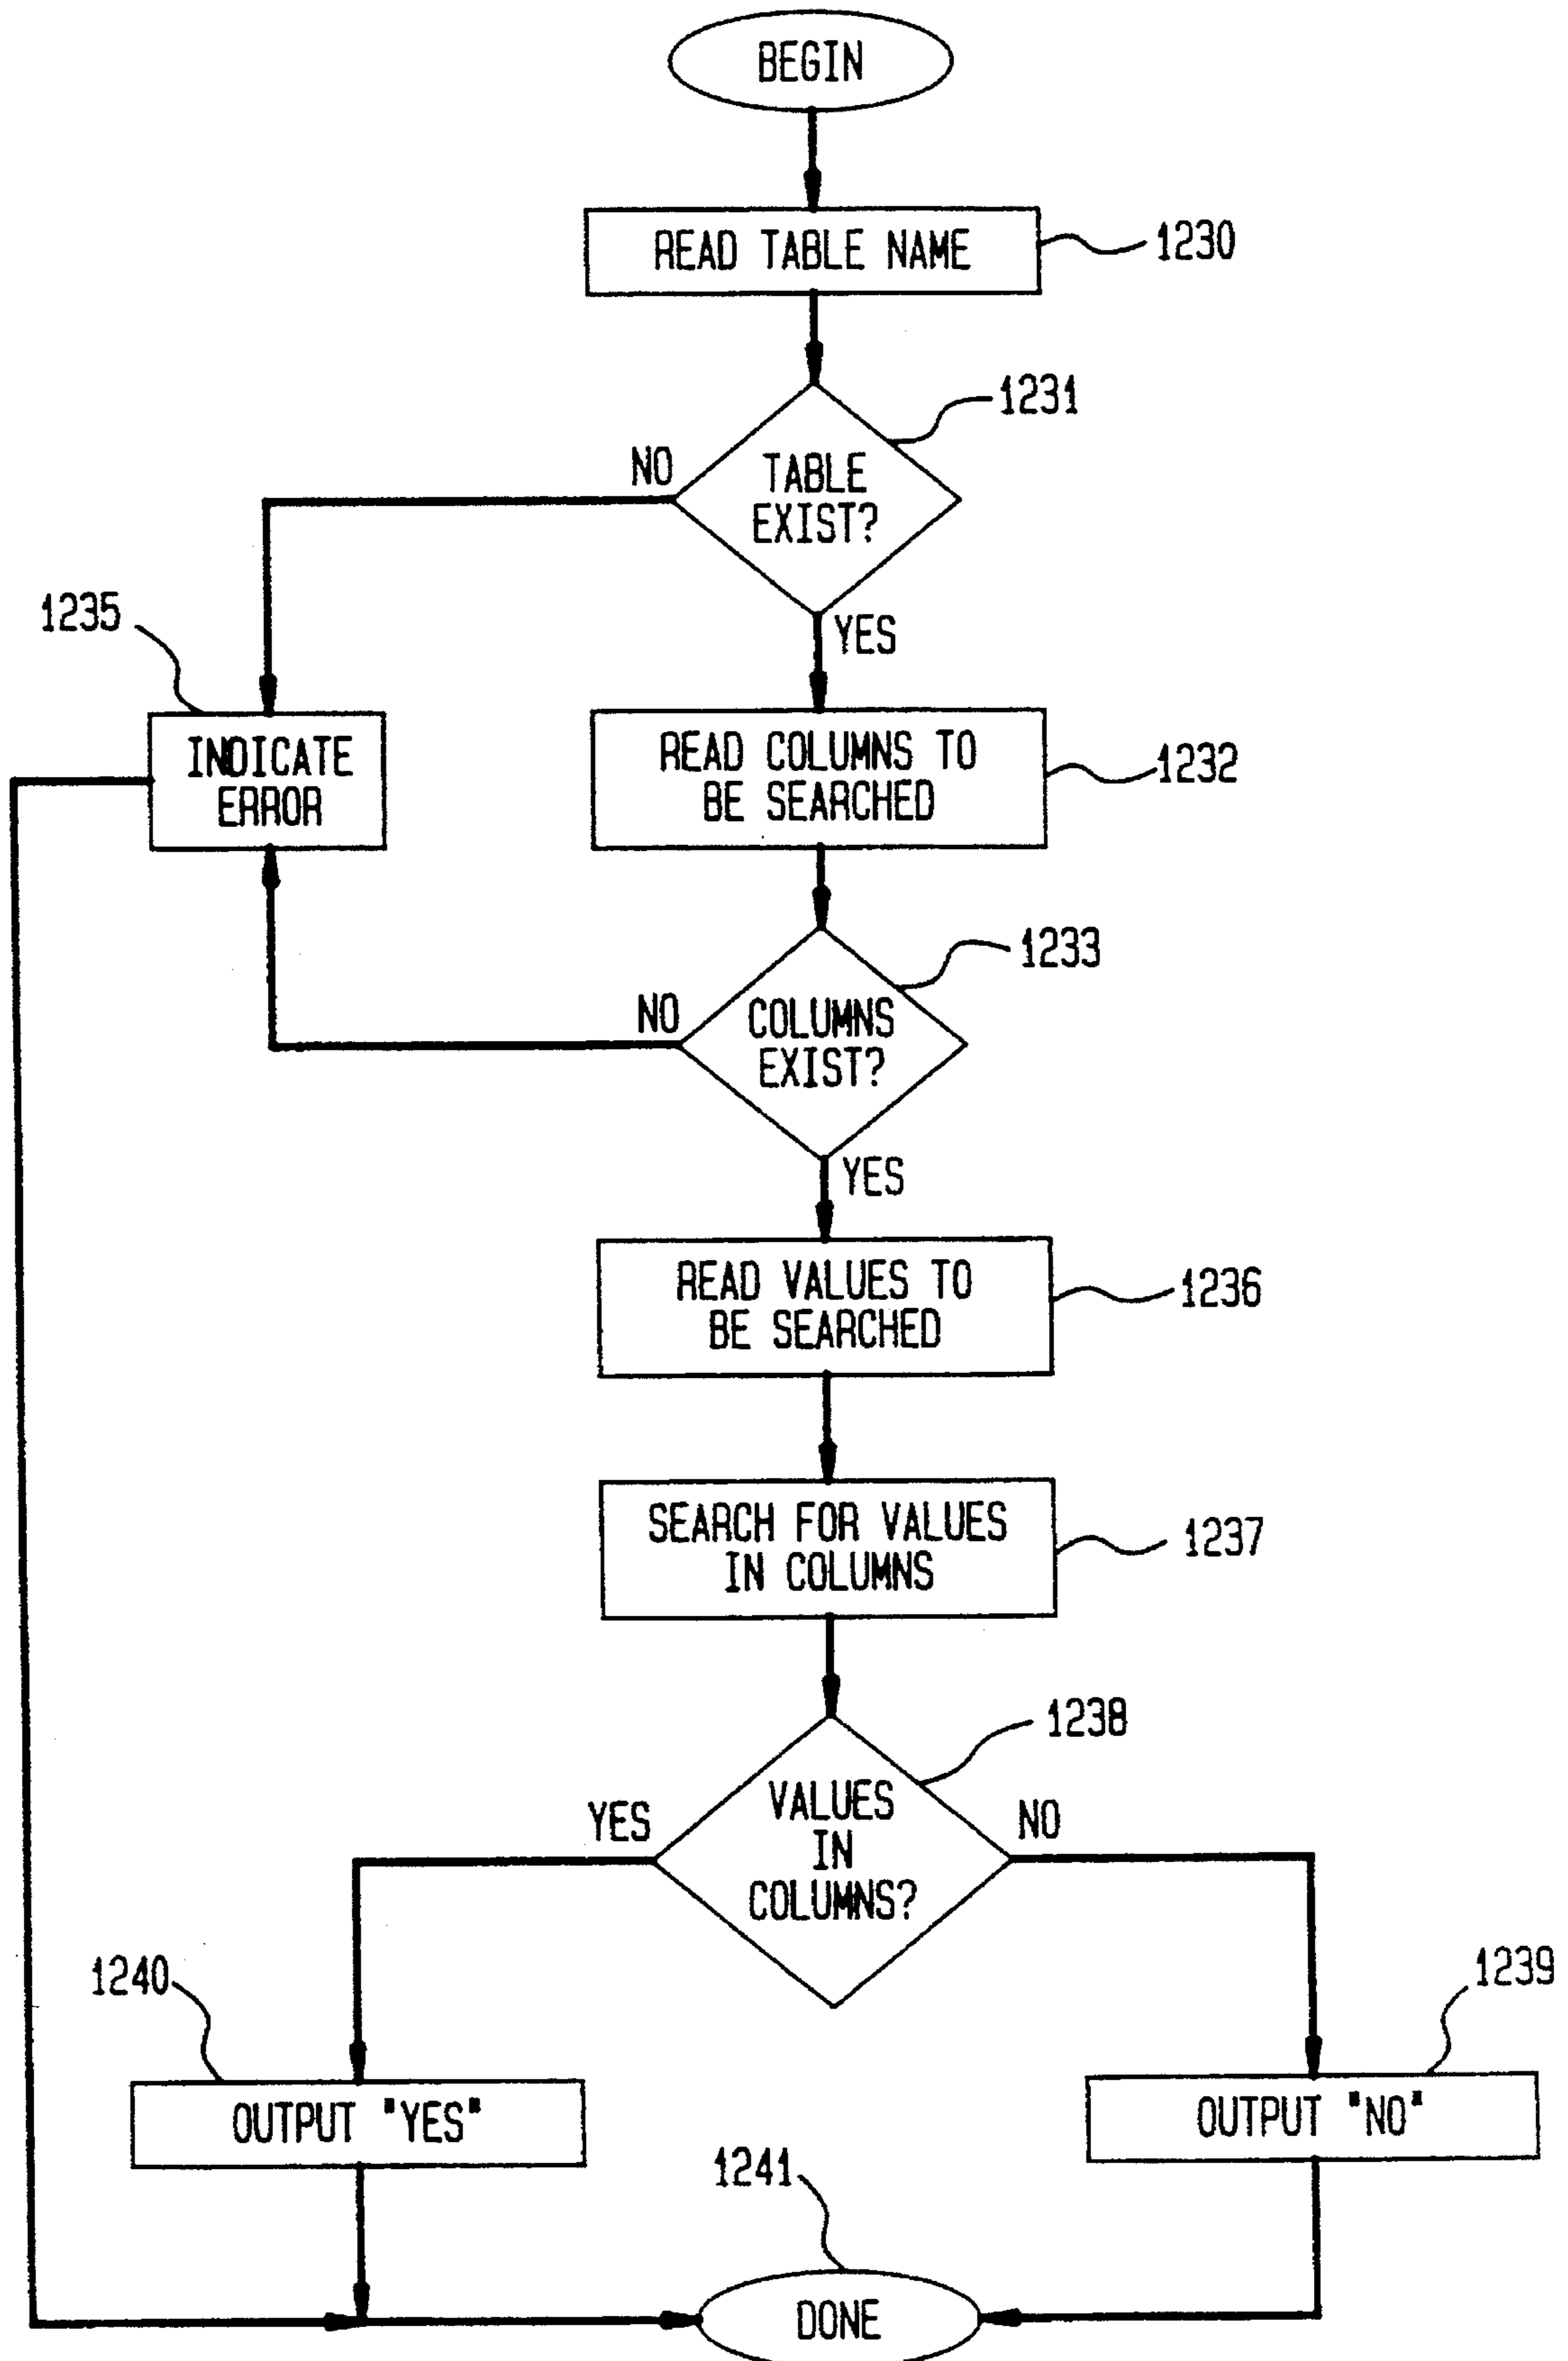 BEGIN
READ TABLE NAME
1230
1231
TABLE
EXIST?
NO
YES
1235
INDICATE
ERROR
READ COLUMNS TO
BE SEARCHED
1232
1233
COLUMNS
EXIST?
NO
YES
READ VALUES TO
BE SEARCHED
1236
SEARCH FOR VALUES
IN COLUMNS
1237
1238
VALUES
IN
COLUMNS?
YES
NO
1240
OUTPUT "YES"
1239
OUTPUT "NO"
1241
DONE